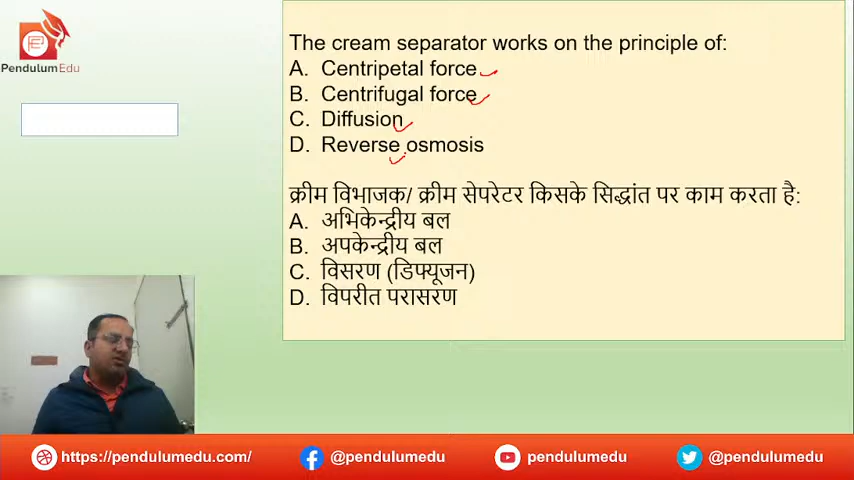 PendulumEdu
The cream separator works on the principle of:
A. Centripetal force
B. Centrifugal force
C. Diffusion
D. Reverse osmosis
क्रीम विभाजक/ क्रीम सेपरेटर किसके सिद्धांत पर काम करता है:
A. अभिकेन्द्रीय बल
B. अपकेन्द्रीय बल
C. विसरण (डिफ्यूजन)
D. विपरीत परासरण
https://pendulumedu.com/ @pendulumedu pendulumedu @pendulumedu